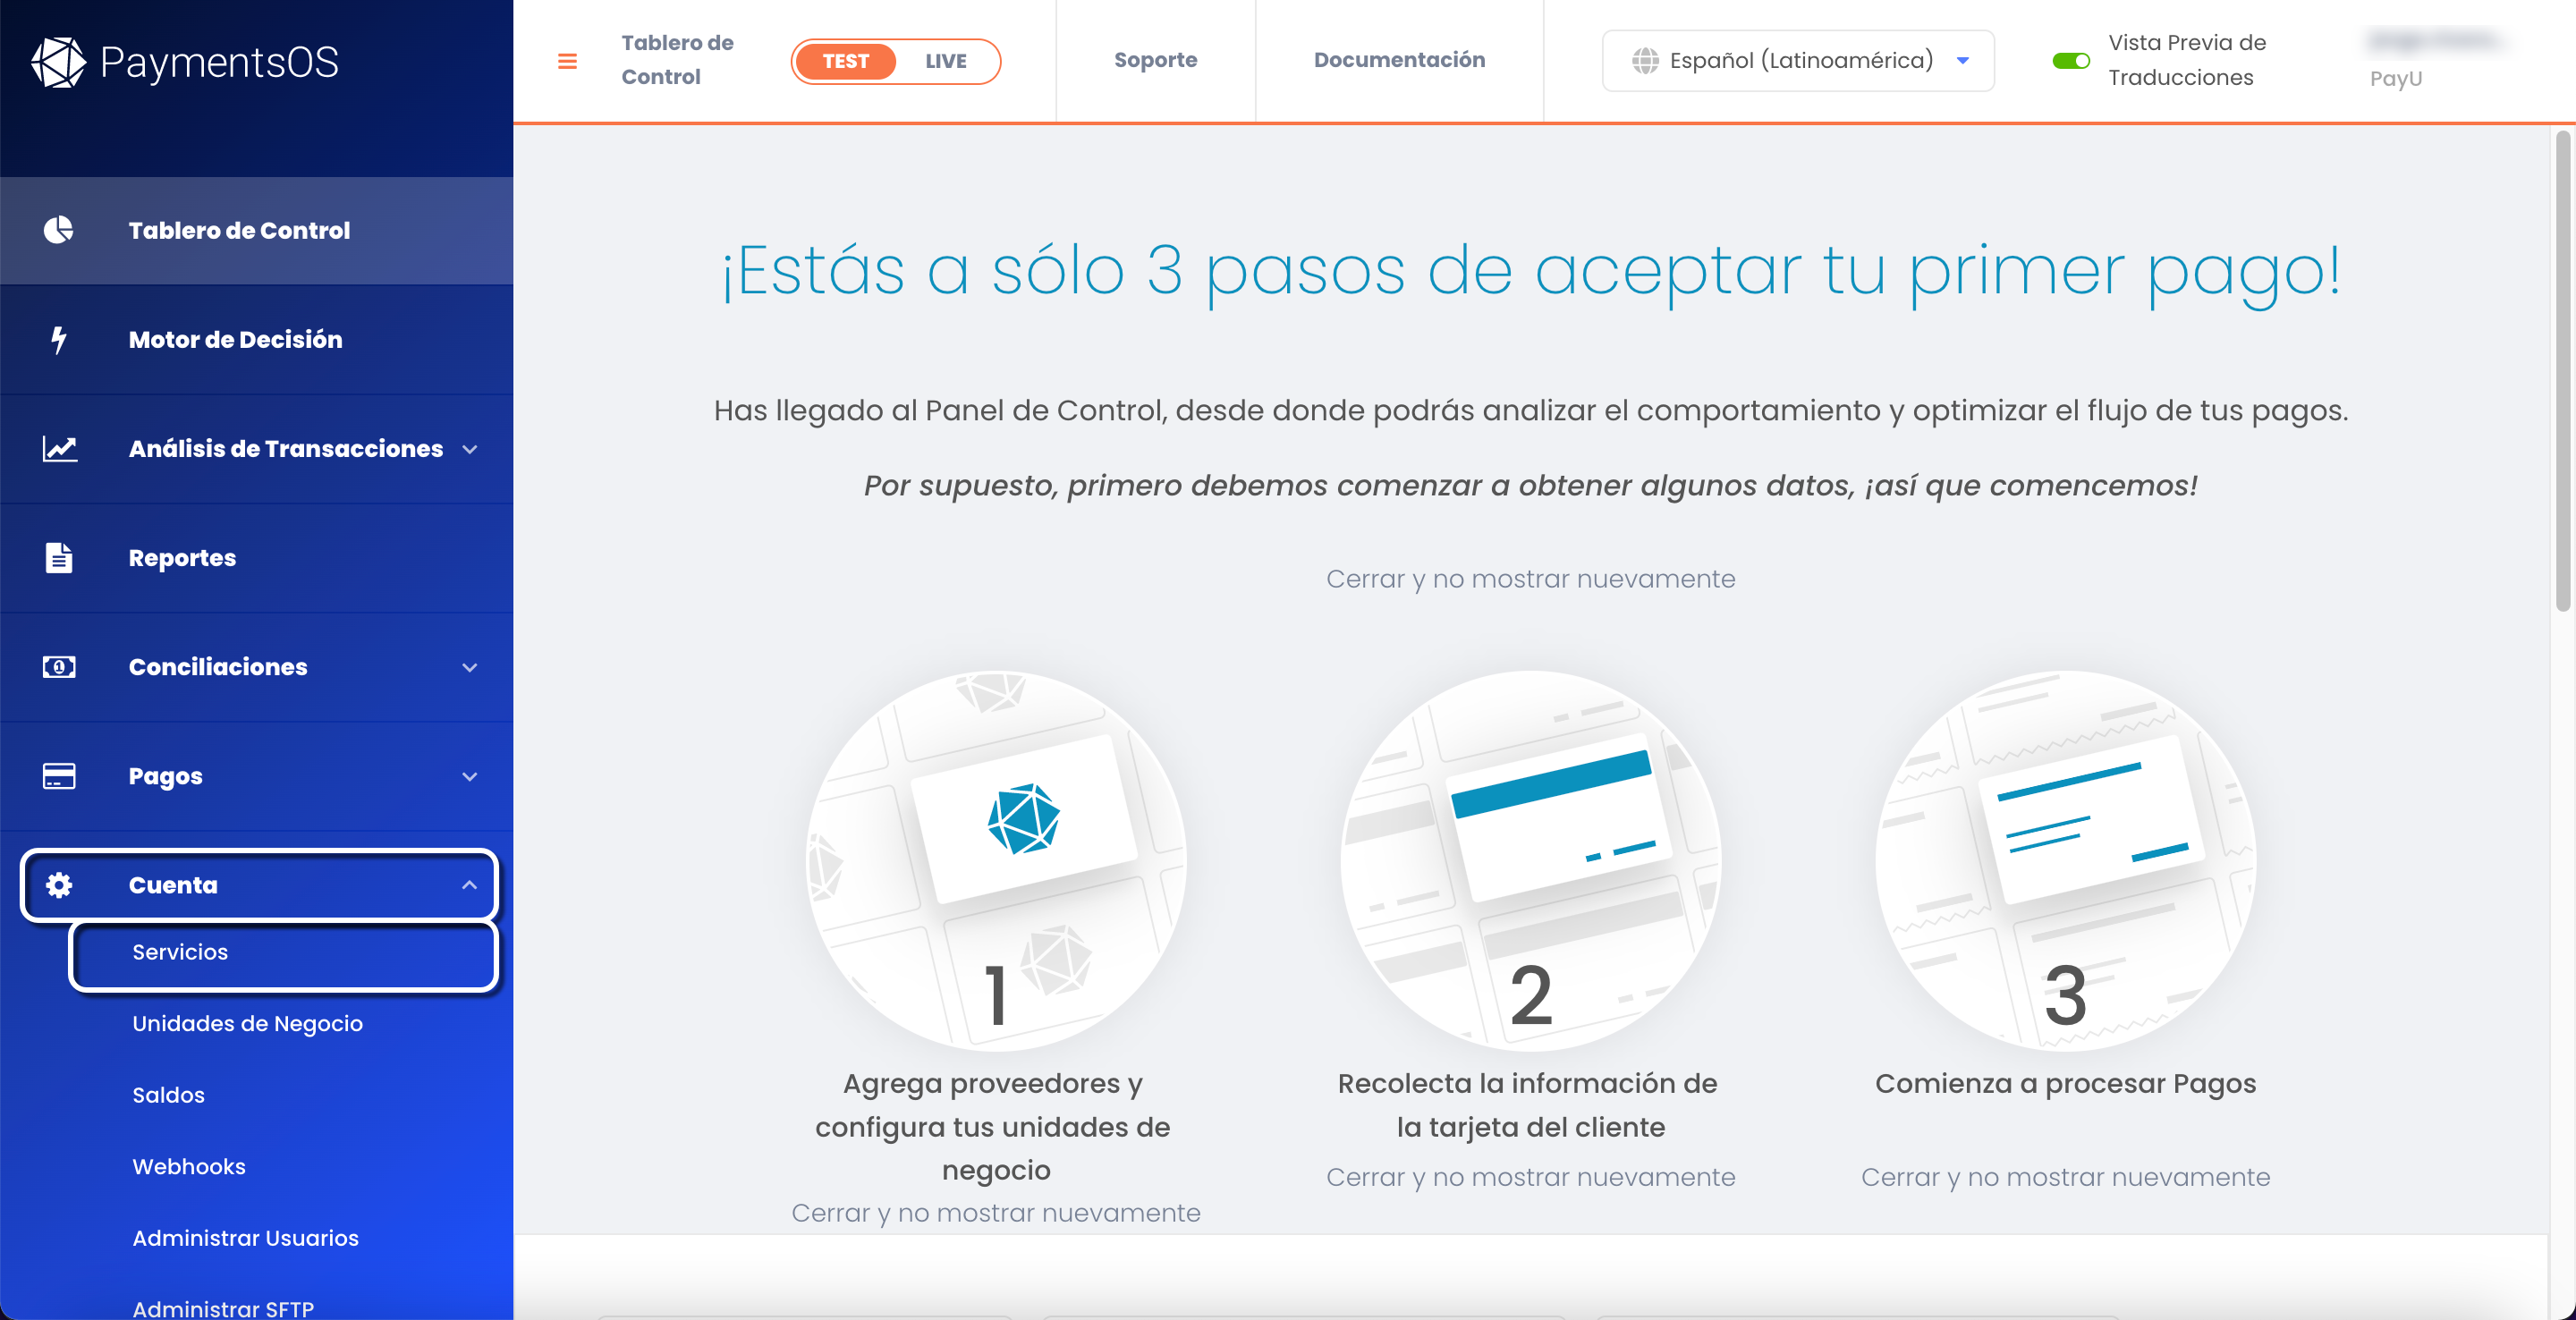 PaymentsOS
Tablero de Control
Motor de Decisión
Análisis de Transacciones
Reportes
Conciliaciones
Pagos
Cuenta
Servicios
Unidades de Negocio
Saldos
Webhooks
Administrar Usuarios
Administrar SFTP
Tablero de
Control
TEST
LIVE
Soporte
Documentación
Español (Latinoamérica)
Vista Previa de
Traducciones
PayU
¡Estás a sólo 3 pasos de aceptar tu primer pago!
Has llegado al Panel de Control, desde donde podrás analizar el comportamiento y optimizar el flujo de tus pagos.
Por supuesto, primero debemos comenzar a obtener algunos datos, ¡así que comencemos!
Cerrar y no mostrar nuevamente
1
Agrega proveedores y
configura tus unidades de
negocio
Cerrar y no mostrar nuevamente
2
Recolecta la información de
la tarjeta del cliente
Cerrar y no mostrar nuevamente
3
Comienza a procesar Pagos
Cerrar y no mostrar nuevamente